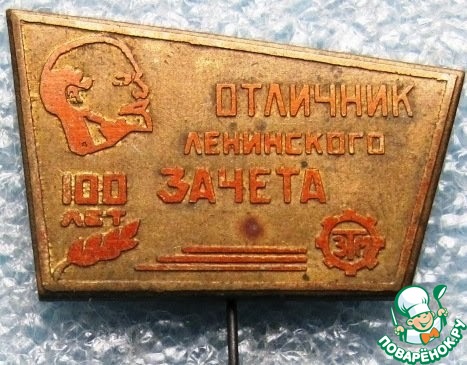 ОТЛИЧНИК
ЛЕНИНСКОГО
ЗАЧЕТА
100
ЛЕТ
ПОВАРЁНОК.РУ